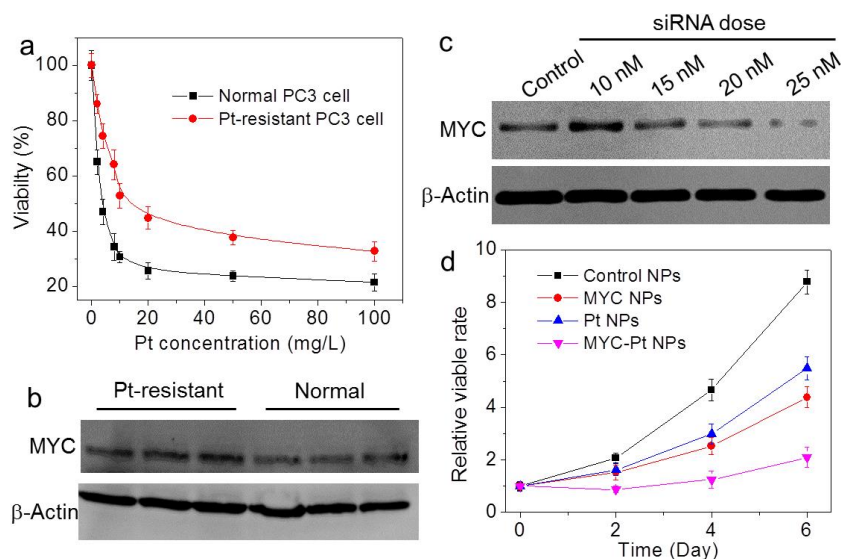 a
100
80
60
40
20
Viabilty (%)
Normal PC3 cell
Pt-resistant PC3 cell
0 20 40 60 80 100
Pt concentration (mg/L)
b
Pt-resistant Normal
MYC
β-Actin
c
siRNA dose
Control 10 nM 15 nM 20 nM 25 nM
MYC
β-Actin
d
10
8
6
4
2
0
Relative viable rate
Control NPs
MYC NPs
Pt NPs
MYC-Pt NPs
0 2 4 6
Time (Day)